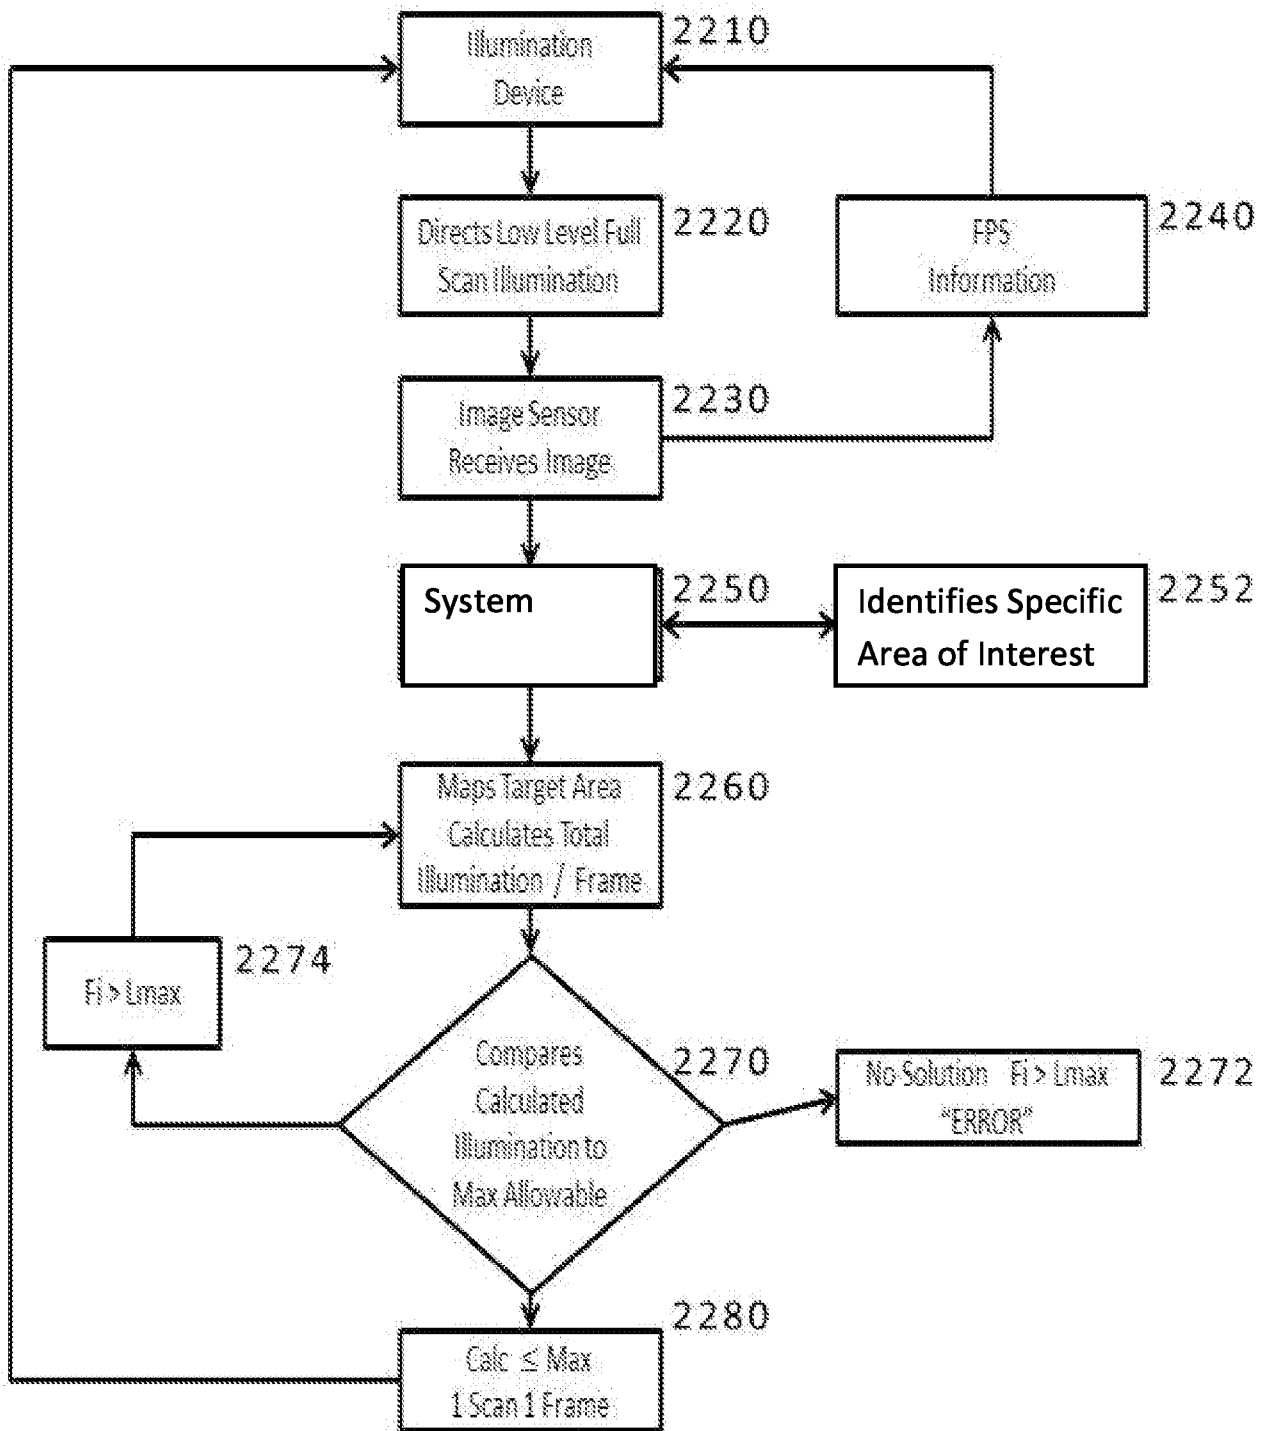 Illumination
Device
2210
Directs Low Level Full
Scan Illumination
2220
FPS
Information
2240
Image Sensor
Receives Image
2230
System
2250
Identifies Specific
Area of Interest
2252
Maps Target Area
Calculates Total
Illumination / Frame
2260
Fi > Lmax
2274
Compares
Calculated
Illumination to
Max Allowable
2270
No Solution Fi > Lmax
"ERROR"
2272
Calc ≤ Max
1 Scan 1 Frame
2280